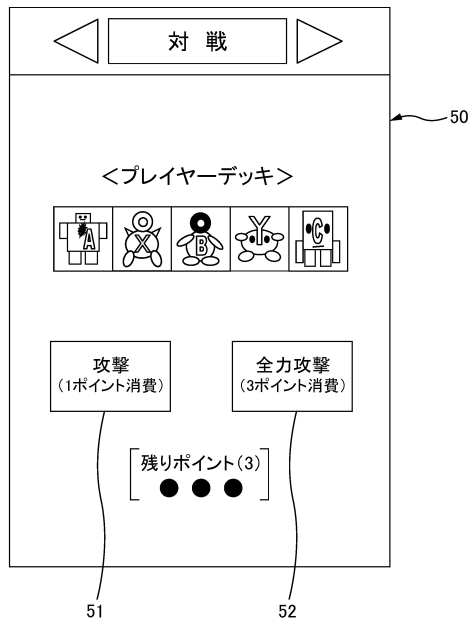 対 戦
50
＜プレイヤーデッキ＞
A X B Y C
攻撃
（1ポイント消費）
全力攻撃
（3ポイント消費）
残りポイント（3）
51
52